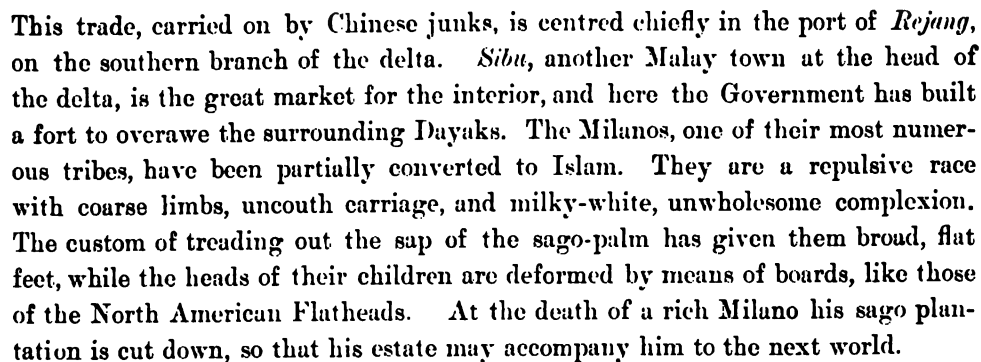 This trade, carried on by Chinese junks, is centred chiefly in the port of Rejang,
on the southern branch of the delta. Sibu, another Malay town at the head of
the delta, is the great market for the interior, and here the Government has built
a fort to overawe the surrounding Dayaks. The Milanos, one of their most numer-
ous tribes, have been partially converted to Islam. They are a repulsive race
with coarse limbs, uncouth carriage, and milky-white, unwholesome complexion.
The custom of treading out the sap of the sago-palm has given them broad, flat
feet, while the heads of their children are deformed by means of boards, like those
of the North American Flatheads. At the death of a rich Milano his sago plan-
tation is cut down, so that his estate may accompany him to the next world.